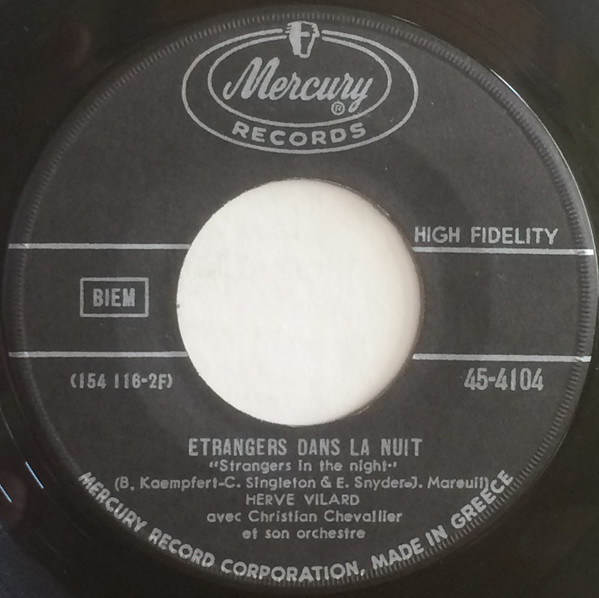 Mercury ®
RECORDS
HIGH FIDELITY
BIEM
(154 116-2F)
45-4104
ETRANGERS DANS LA NUIT
"Strangers in the night"
(B. Kaempfert-C. Singleton & E. Snyder-J. Mareuil)
HERVE VILARD
avec Christian Chevallier
et son orchestre
MERCURY RECORD CORPORATION, MADE IN GREECE